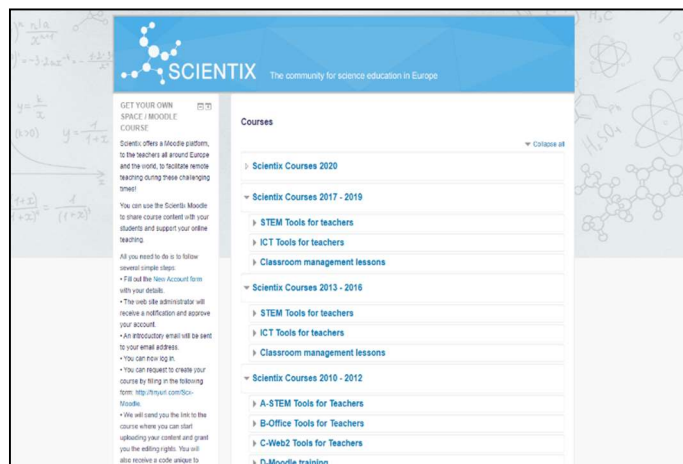 SCIENTIX
The community for science education in Europe
GET YOUR OWN
SPACE / MOODLE
COURSE
Scientix offers a Moodle platform,
to the teachers all around Europe
and the world, to facilitate remote
teaching during these challenging
times!
You can use the Scientix Moodle
to share course content with your
students and support your online
teaching.
All you need to do is to follow
several simple steps
• Fill out the New Account form
with your details.
• The web site administrator will
receive a notification and approve
your account.
• An introductory email will be sent
to your email address.
• You can now log in.
• You can request to create your
course by filling in the following
form: http://tinyurl.com/Scx-
Moodle.
• We will send you the link to the
course where you can start
uploading your content and grant
you the editing rights. You will
also receive a code unique to
Courses
Collapse all
Scientix Courses 2020
Scientix Courses 2017 - 2019
STEM Tools for teachers
ICT Tools for teachers
Classroom management lessons
Scientix Courses 2013 - 2016
STEM Tools for teachers
ICT Tools for teachers
Classroom management lessons
Scientix Courses 2010 - 2012
A-STEM Tools for Teachers
B-Office Tools for Teachers
C-Web2 Tools for Teachers
D-Moodle training